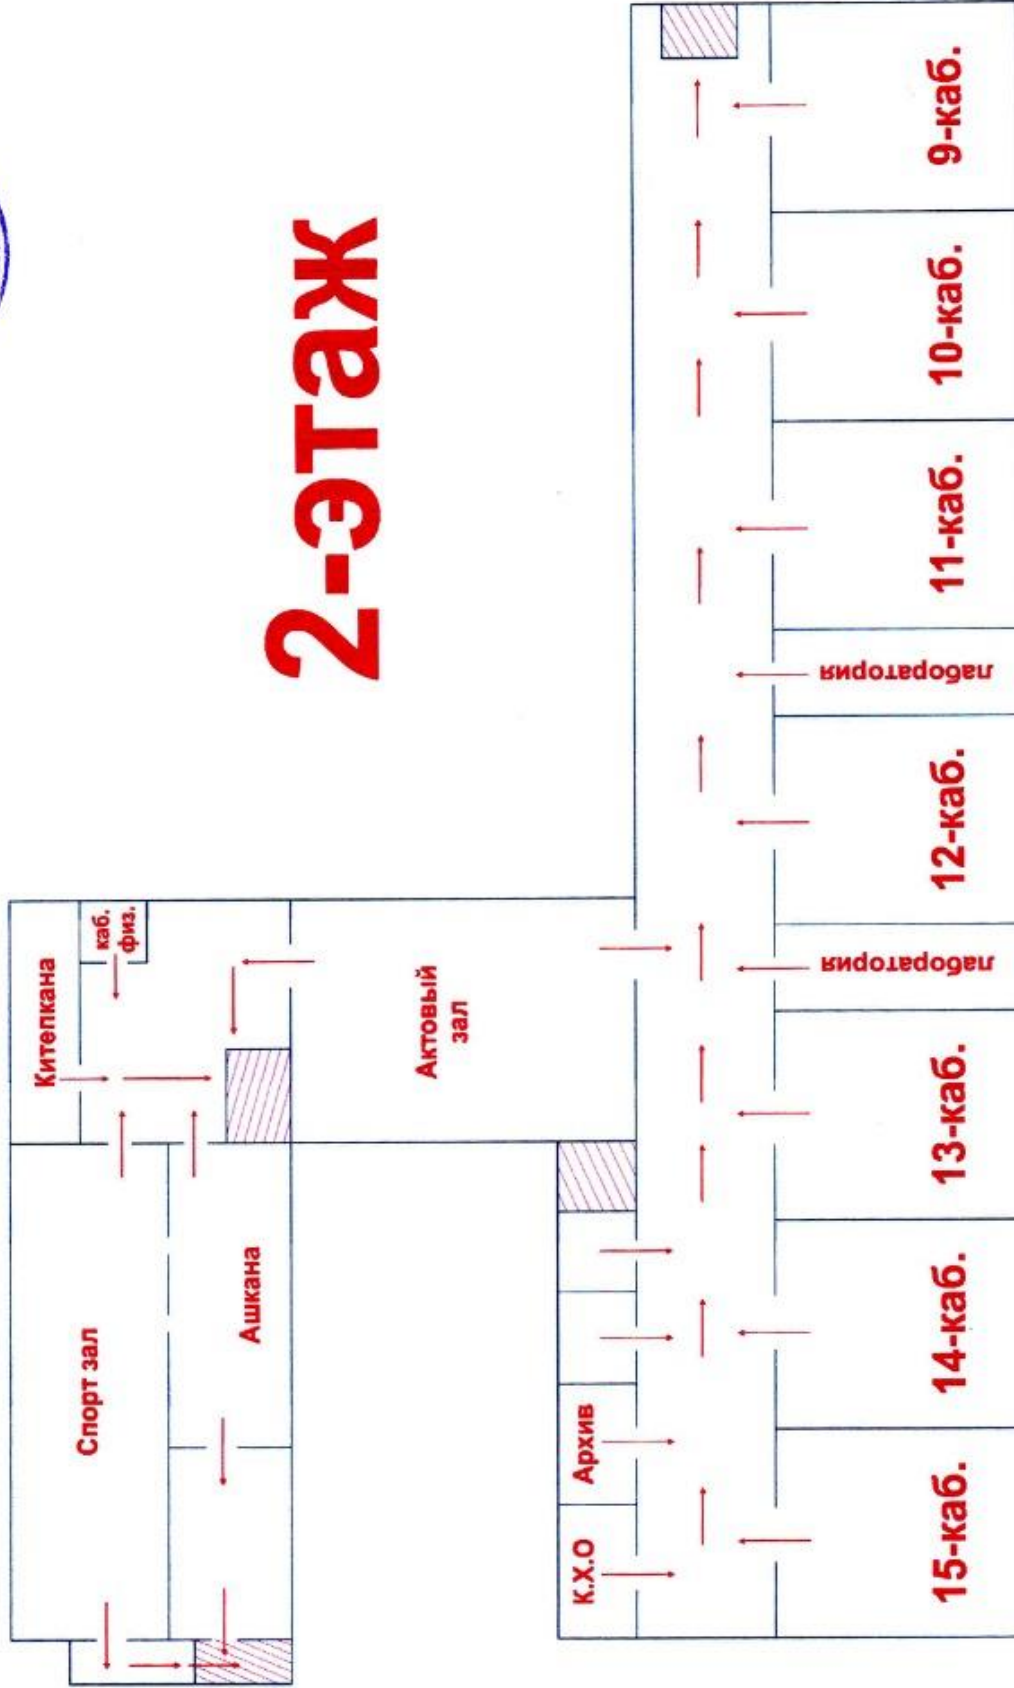 2-этаж
Спорт зал
Китепкана
каб.
физ.
Ашкана
Актовый
зал
К.Х.О
Архив
15-каб.
14-каб.
13-каб.
лаборатория
12-каб.
лаборатория
11-каб.
10-каб.
9-каб.